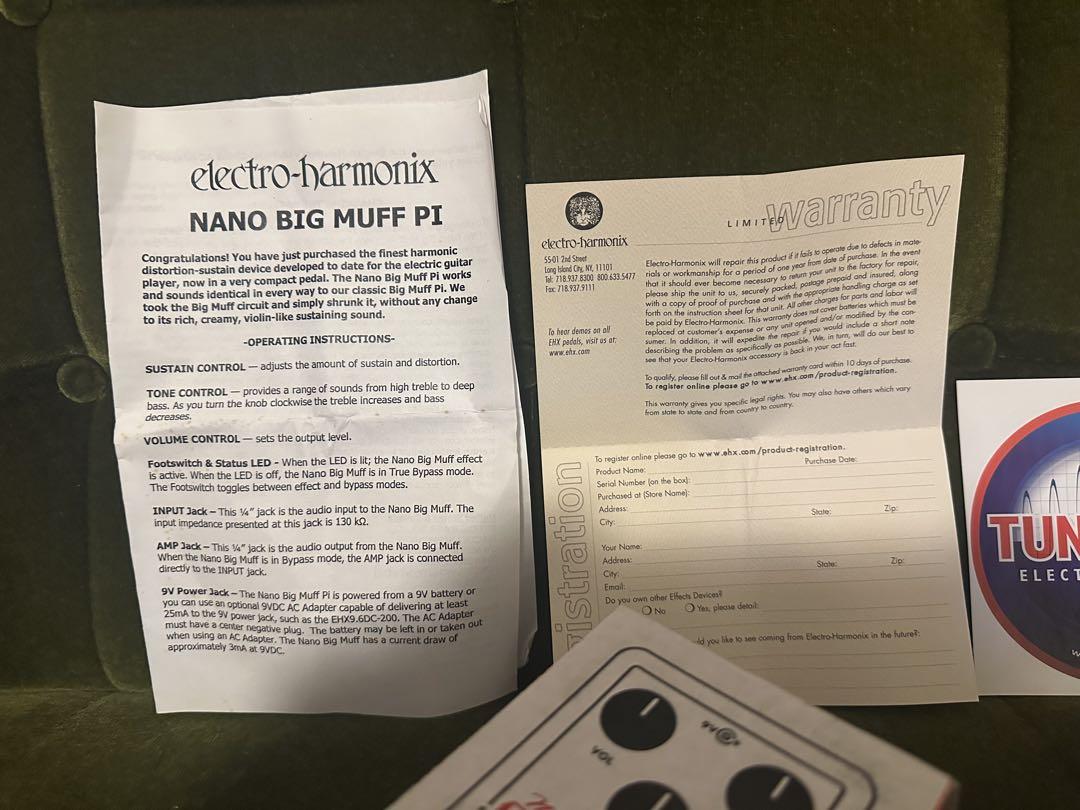 electro-harmonix
NANO BIG MUFF PI
Congratulations! You have just purchased the finest harmonic
distortion-sustain device developed to date for the electric guitar
player, now in a very compact pedal. The Nano Big Muff Pi works
and sounds identical in every way to our classic Big Muff Pi. We
took the Big Muff circuit and simply shrunk it, without any change
to its rich, creamy, violin-like sustaining sound.
-OPERATING INSTRUCTIONS-
SUSTAIN CONTROL — adjusts the amount of sustain and distortion.
TONE CONTROL — provides a range of sounds from high treble to deep
bass. As you turn the knob clockwise the treble increases and bass
decreases.
VOLUME CONTROL — sets the output level.
Footswitch & Status LED - When the LED is lit; the Nano Big Muff effect
is active. When the LED is off, the Nano Big Muff is in True Bypass mode.
The Footswitch toggles between effect and bypass modes.
INPUT Jack – This ¼" jack is the audio input to the Nano Big Muff. The
input impedance presented at this jack is 130 kΩ.
AMP Jack – This ¼" jack is the audio output from the Nano Big Muff.
When the Nano Big Muff is in Bypass mode, the AMP jack is connected
directly to the INPUT jack.
9V Power Jack – The Nano Big Muff Pi is powered from a 9V battery or
you can use an optional 9VDC AC Adapter capable of delivering at least
25mA to the 9V power jack, such as the EHX9.6DC-200. The AC Adapter
must have a center negative plug. The battery may be left in or taken out
when using an AC Adapter. The Nano Big Muff has a current draw of
approximately 3mA at 9VDC.
LIMITED warranty
electro-harmonix
55-01 2nd Street
Long Island City, NY, 11101
Tel: 718.937.8300 800.633.5477
Fax: 718.937.9111
To hear demos on all
EHX pedals, visit us at:
www.ehx.com
Electro-Harmonix will repair this product if it fails to operate due to defects in mate-
rials or workmanship for a period of one year from date of purchase. In the event
that it should ever become necessary to return your unit to the factory for repair,
please ship the unit to us, securely packed, postage prepaid and insured, along
with a copy of proof of purchase and with the appropriate handling charge as set
forth on the instruction sheet for that unit. All other charges for parts and labor will
be paid by Electro-Harmonix. This warranty does not cover batteries which must be
replaced at customer's expense or any unit opened and/or modified by the con-
sumer. In addition, it will expedite the repair if you would include a short note
describing the problem as specifically as possible. We, in turn, will do our best to
see that your Electro-Harmonix accessory is back in your act fast.
To qualify, please fill out & mail the attached warranty card within 10 days of purchase.
To register online please go to www.ehx.com/product-registration.
This warranty gives you specific legal rights. You may also have others which vary
from state to state and from country to country.
istration
To register online please go to www.ehx.com/product-registration.
Product Name: Purchase Date:
Serial Number (on the box):
Purchased at (Store Name):
Address:
City: State: Zip:
Your Name:
Address:
City: State: Zip:
Email:
Do you own other Effects Devices?
No Yes, please detail:
ld you like to see coming from Electro-Harmonix in the future?:
TUN
ELECT
VOL
9V